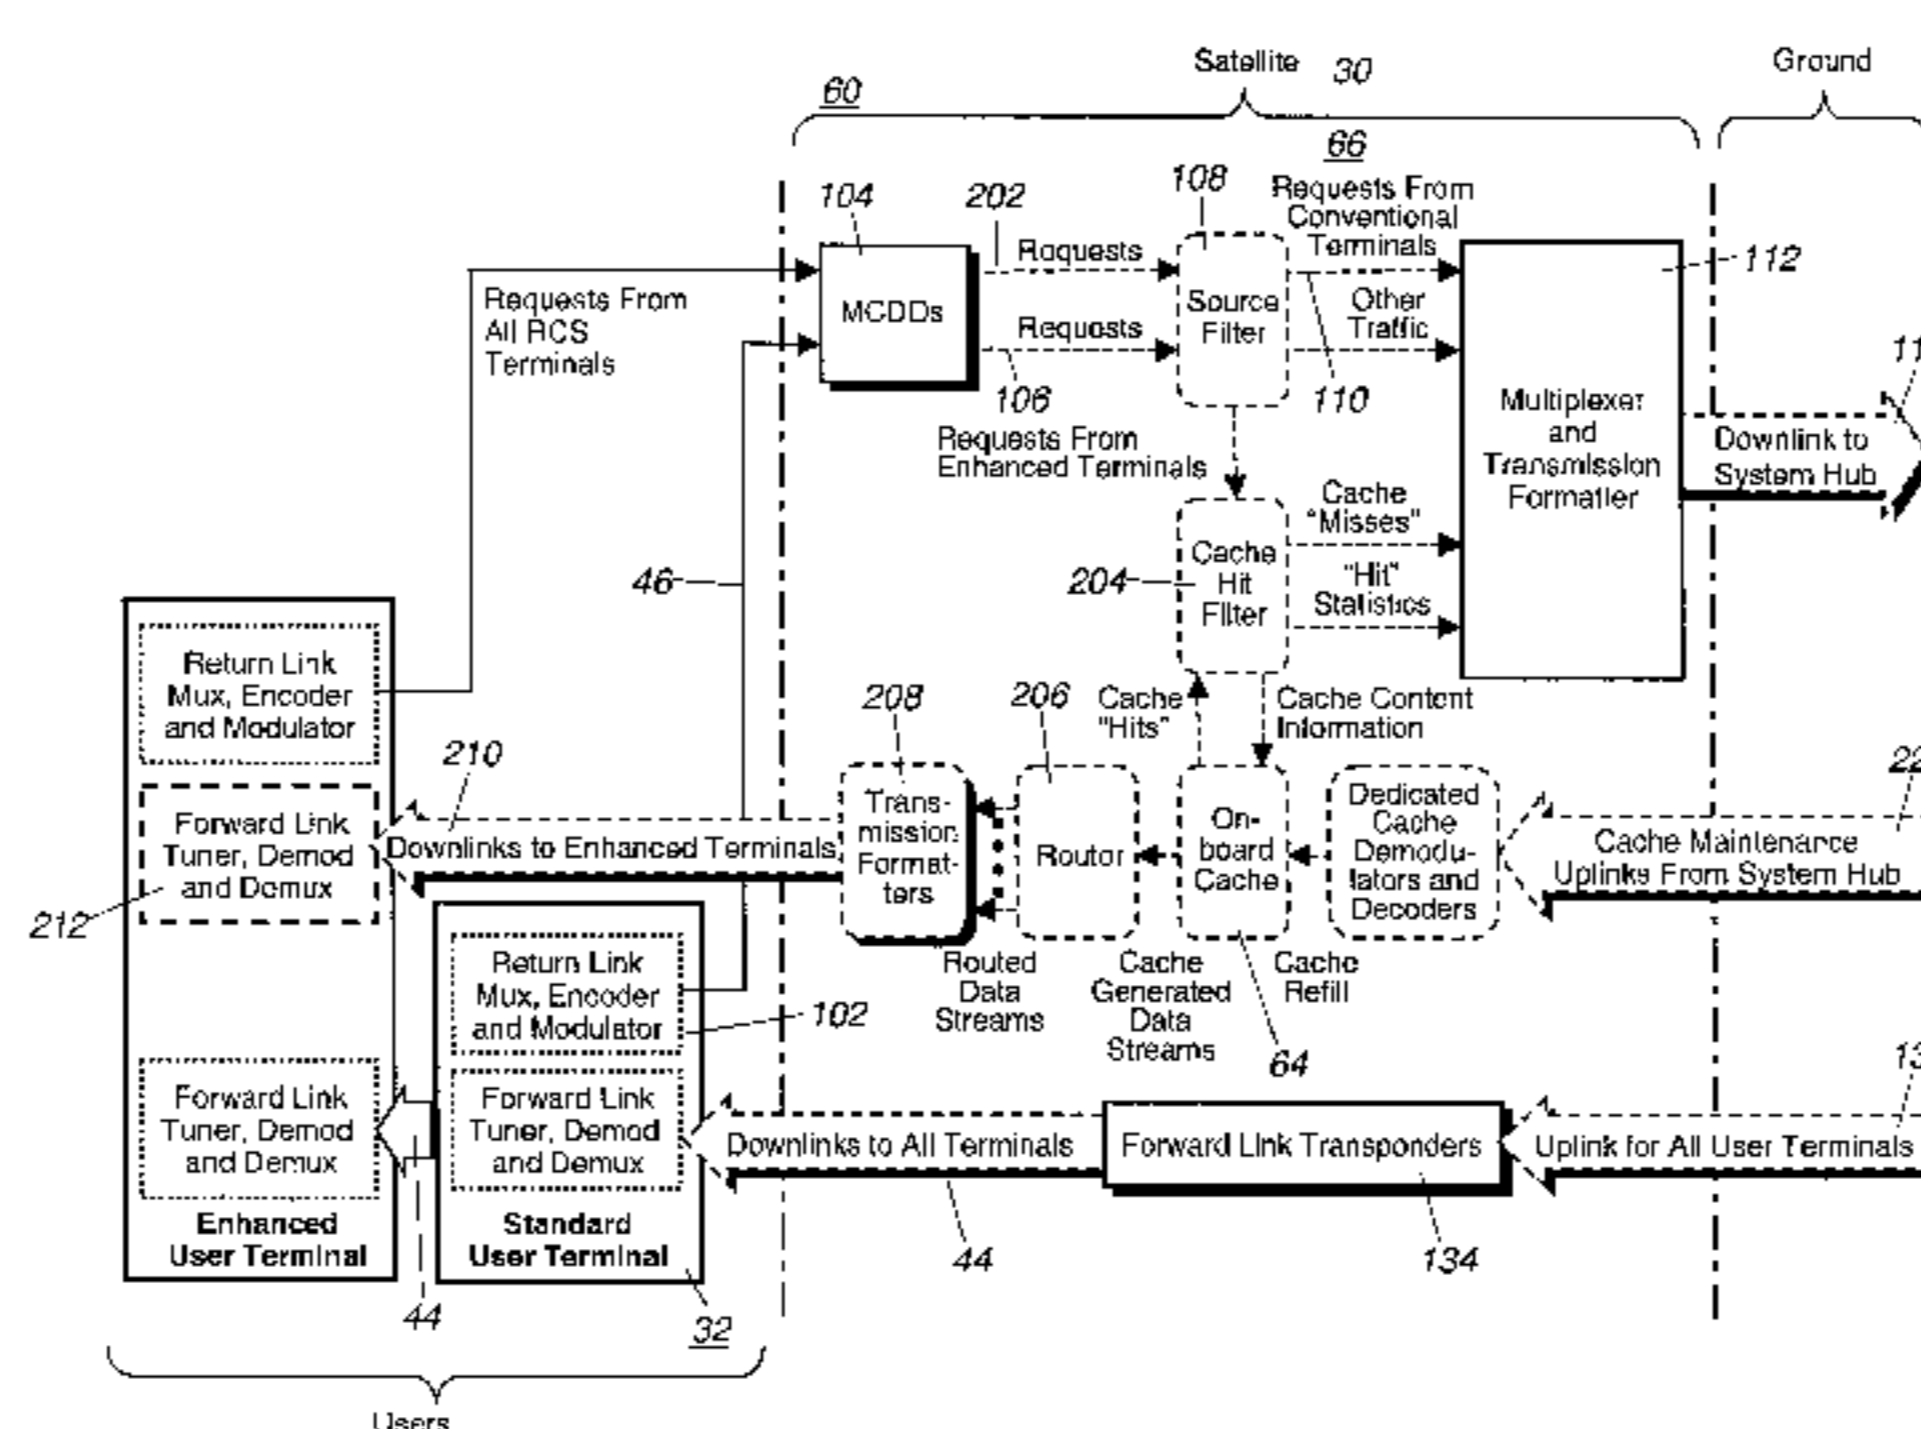 Satellite 30
Ground
60
66
104
202
108
Requests From
Conventional
Terminals
112
Requests
MCDDs
Source
Filter
Other
Traffic
Requests
106
110
Requests From
All RCS
Terminals
Requests From
Enhanced Terminals
Multiplexer
and
Transmission
Formatter
11
Downlink to
System Hub
Cache
"Misses"
46
204
Cache
Hit
Filter
"Hit"
Statistics
Return Link
Mux, Encoder
and Modulator
208
206
Cache
"Hits"
Cache Content
Information
210
22
Forward Link
Tuner, Demod
and Demux
212
Downlinks to Enhanced Terminals
Trans-
mission
Format-
ters
Router
On-
board
Cache
Dedicated
Cache
Demodu-
lators and
Decoders
Cache Maintenance
Uplinks From System Hub
Return Link
Mux, Encoder
and Modulator
102
Routed
Data
Streams
Cache
Generated
Data
Streams
Cache
Refill
64
13
Forward Link
Tuner, Demod
and Demux
Forward Link
Tuner, Demod
and Demux
Downlinks to All Terminals
Forward Link Transponders
Uplink for All User Terminals
Enhanced
User Terminal
Standard
User Terminal
44
134
44
32
Users